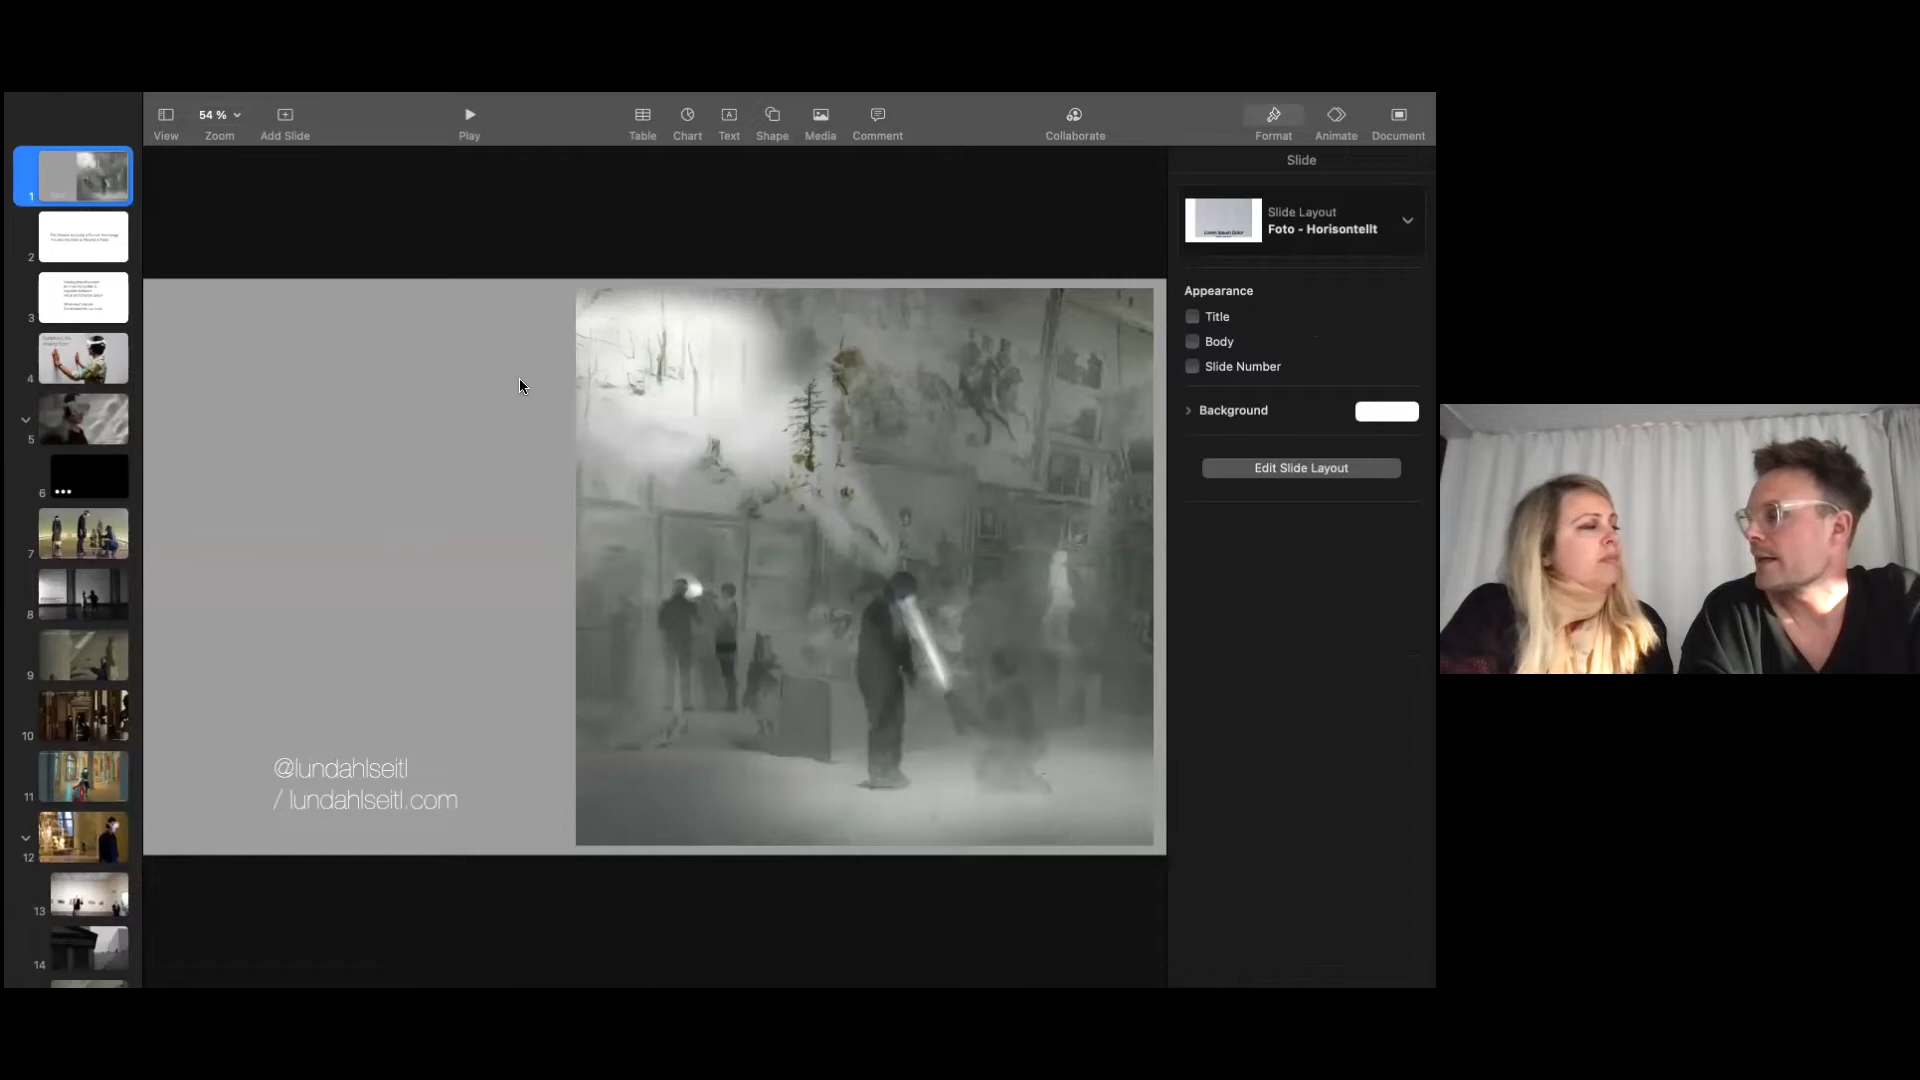 54 %
View
Zoom
Add Slide
Play
Table
Chart
Text
Shape
Media
Comment
Collaborate
Format
Animate
Document
Slide
Slide Layout
Foto - Horisontellt
Appearance
Title
Body
Slide Number
Background
Edit Slide Layout
@lundahlseitl
/ lundahlseitl.com
1
2
3
4
5
6
7
8
9
10
11
12
13
14